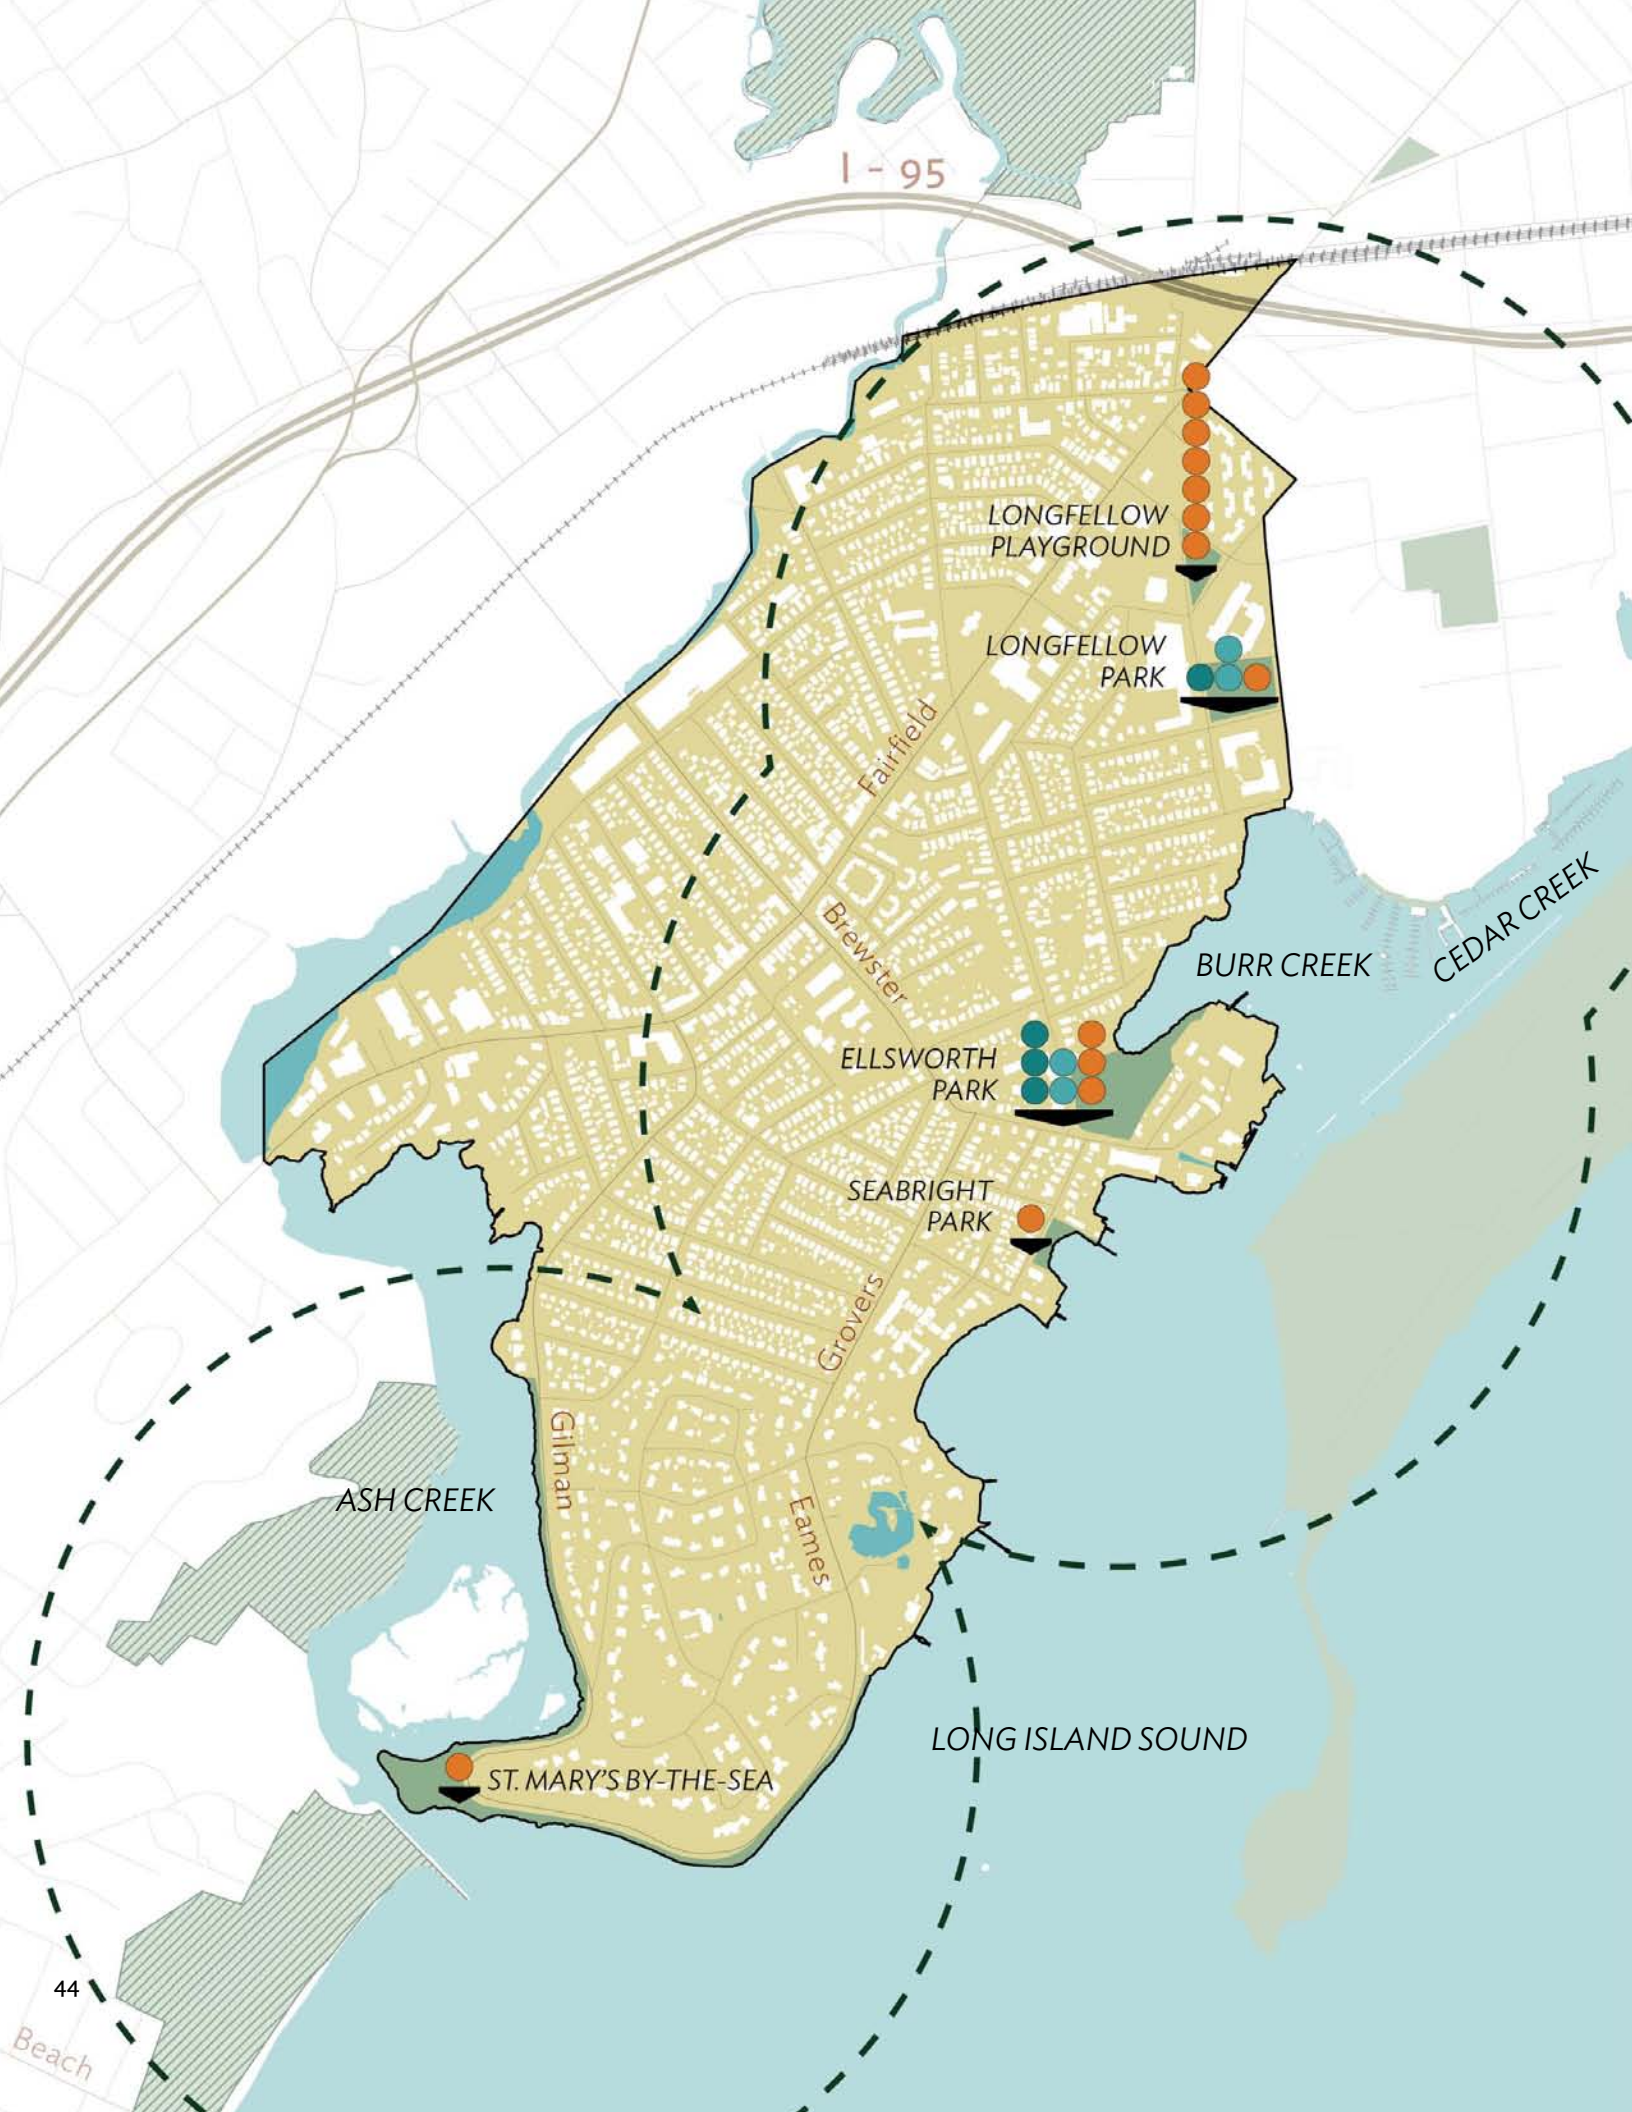 I - 95
LONGFELLOW
PLAYGROUND
LONGFELLOW
PARK
Fairfield
Brewster
BURR CREEK
CEDAR CREEK
ELLSWORTH
PARK
SEABRIGHT
PARK
Grovers
Gilman
ASH CREEK
Eames
LONG ISLAND SOUND
ST. MARY'S BY-THE-SEA
44
Beach